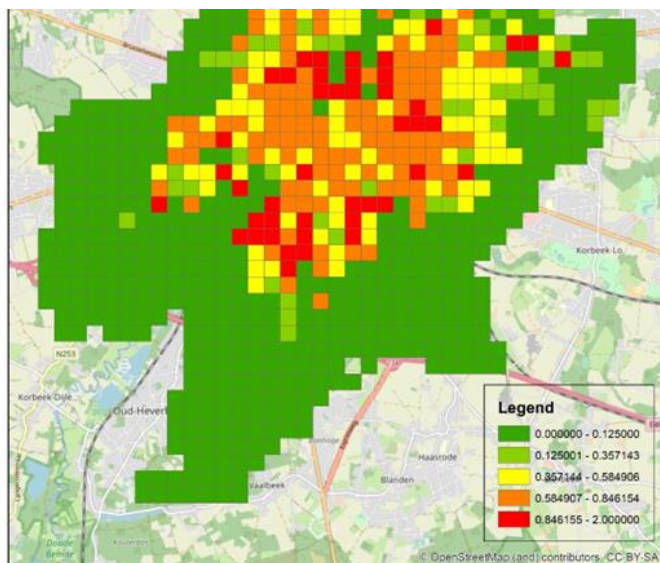 N253
Korbeek-Dijle
Oud-Heverl
Korbeek-Lo
Vaalbeek
Blanden
Haasrode
Legend
0.000000 - 0.125000
0.125001 - 0.357143
0.357144 - 0.584906
0.584907 - 0.846154
0.846155 - 2.000000
© OpenStreetMap (and) contributors, CC-BY-SA